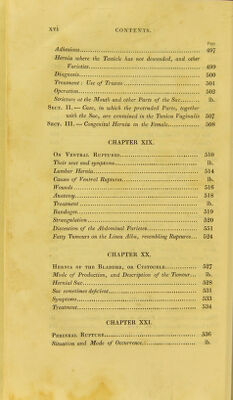 xvi CONTENTS.
Page
Adhesions 497
Hernia where the Testicle has not descended, and other
Varieties 499
Diagnosis 500
Treatment: Use of Trusses 501
Operation 502
Stricture at the Mouth and other Parts of the Sac ib.
Sect. II.—Case, in which the protruded Parts, together
with the Sac, are contained in the Tunica Vaginalis 507
Sect. III.—Congenital Hernia in the Female 508
CHAPTER XIX.
On Ventral Ruptures 510
Their seat and symptoms ib.
Lumbar Hernia 514
Causes of Ventral Ruptures ib.
Wounds 516
Anatomy 518
Treatment ib.
Bandages 519
Strangulation 520
Dissection of the Abdominal Parietes 521
Fatty Tumours on the Linea Alba, resembling Ruptures 524
CHAPTER XX.
Hernia of the Bladder, or Cystocele 527
Mode of Production, and Description of the Tumour ib.
Hernial Sac 528
Sac sometimes deficient 531
Symptoms 533
Treatment 534
CHAPTER XXI.
Perineal Rupture 536
Situation and Mode of Occurrence ib.